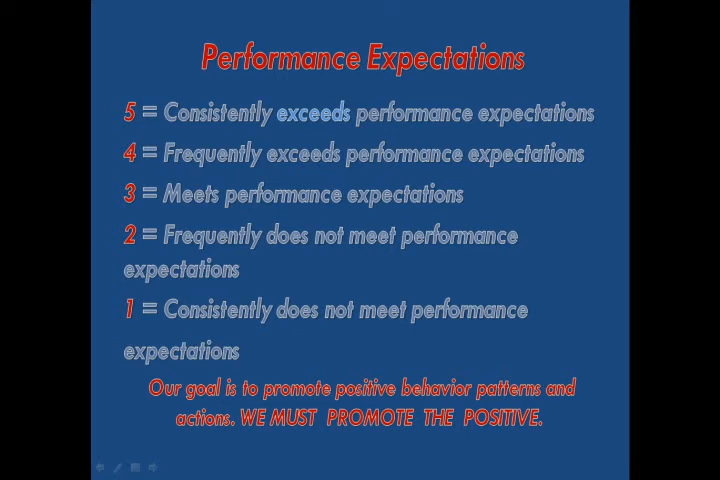 Performance Expectations
5 = Consistently exceeds performance expectations
4 = Frequently exceeds performance expectations
3 = Meets performance expectations
2 = Frequently does not meet performance
expectations
1 = Consistently does not meet performance
expectations
Our goal is to promote positive behavior patterns and
actions. WE MUST PROMOTE THE POSITIVE.